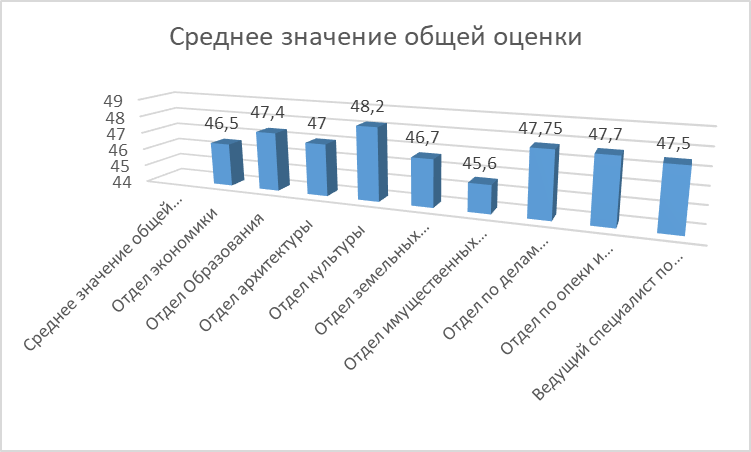 Среднее значение общей оценки
49
48
47
46
45
44
46,5
47,4
47
48,2
46,7
45,6
47,75
47,7
47,5
Среднее значение общей...
Отдел экономики
Отдел Образования
Отдел архитектуры
Отдел культуры
Отдел земельных...
Отдел имущественных...
Отдел по делам...
Отдел по опеки и...
Ведущий специалист по...